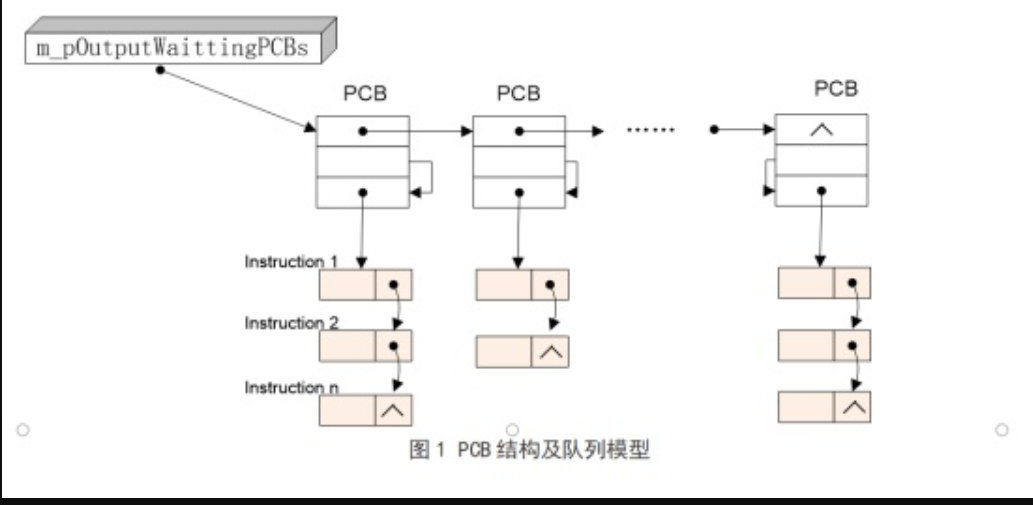 m_pOutputWaittingPCBs
PCB
PCB
PCB
......
Instruction 1
Instruction 2
Instruction n
图 1 PCB 结构及队列模型